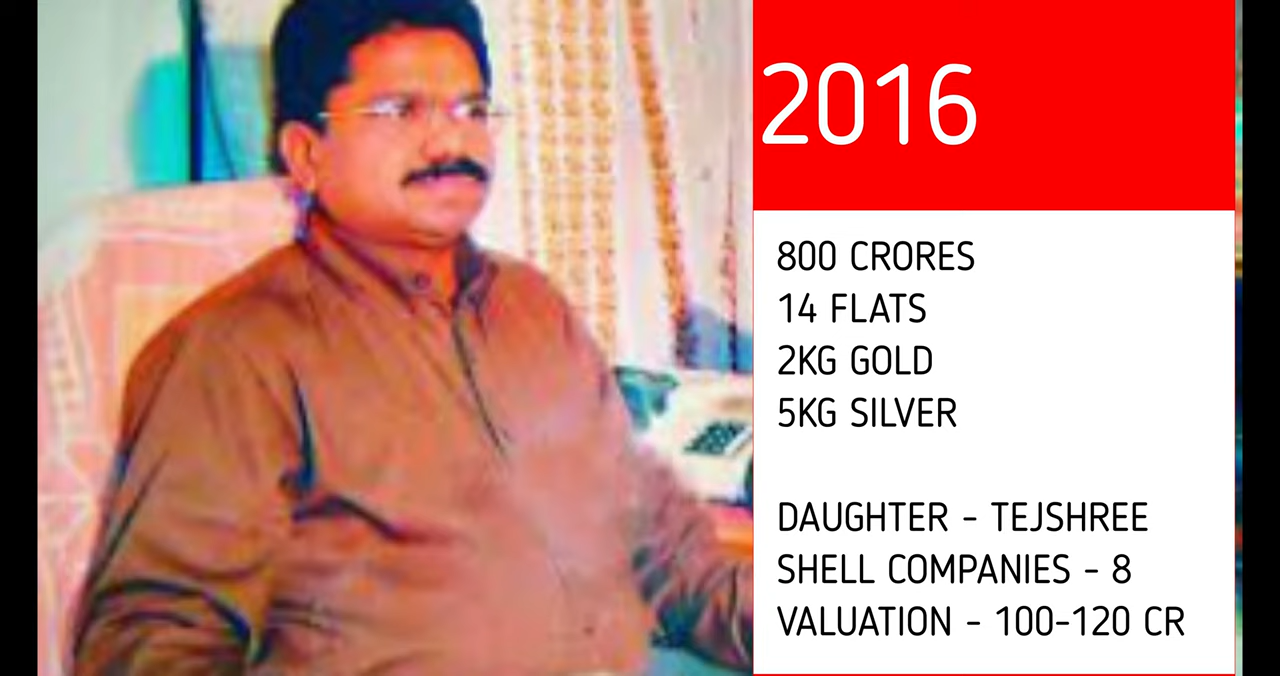 2016
800 CRORES
14 FLATS
2KG GOLD
5KG SILVER
DAUGHTER - TEJSHREE
SHELL COMPANIES - 8
VALUATION - 100-120 CR